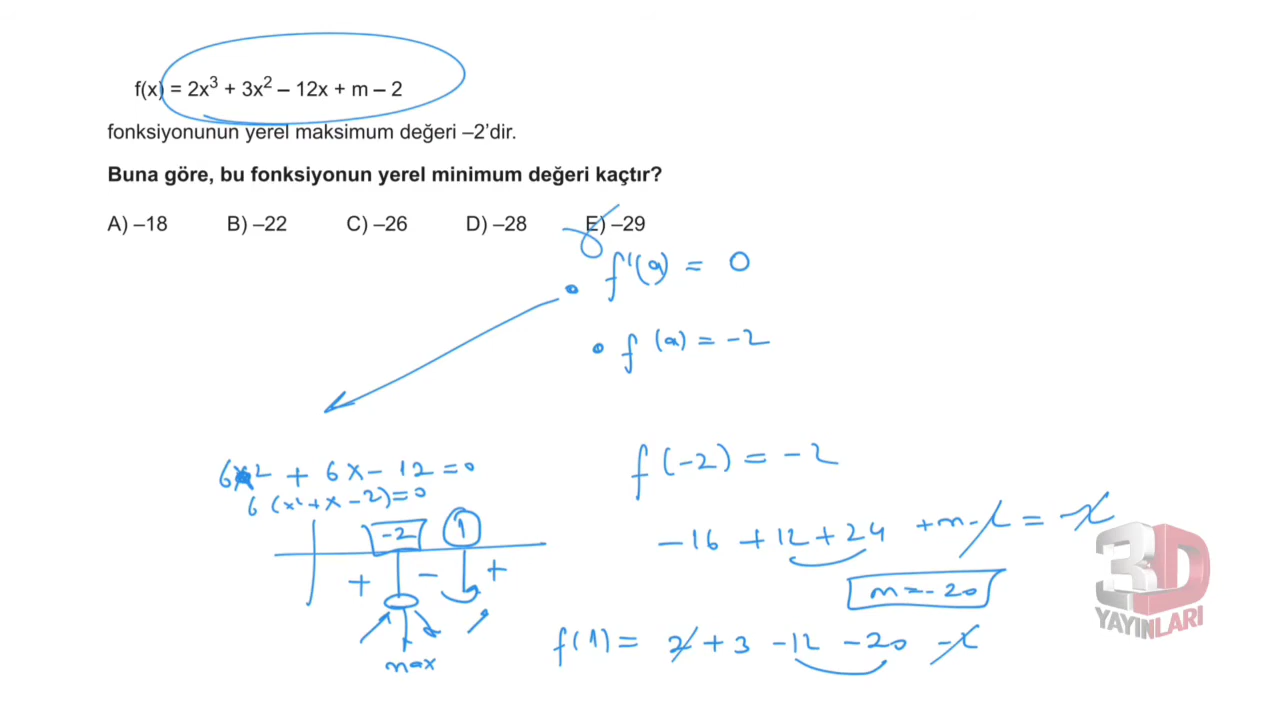 f(x) = 2x³ + 3x² – 12x + m – 2
fonksiyonunun yerel maksimum değeri –2'dir.
Buna göre, bu fonksiyonun yerel minimum değeri kaçtır?
A) –18 B) –22 C) –26 D) –28 E) –29
f'(a) = 0
f(a) = -2
6x2 + 6x - 12 = 0
6(x² + x - 2) = 0
-2 1
+ - +
max
f(-2) = -2
-16 + 12 + 24 + m - 2 = -2
m = -20
f(1) = 2 + 3 - 12 - 20 - 2
3D
YAYINLARI